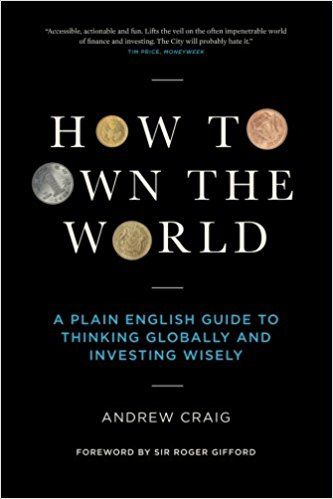 "Accessible, actionable and fun. Lifts the veil on the often impenetrable world
of finance and investing. The City will probably hate it."
TIM PRICE, MONEYWEEK
HOW TO
OWN THE
WORLD
A PLAIN ENGLISH GUIDE TO
THINKING GLOBALLY AND
INVESTING WISELY
ANDREW CRAIG
FOREWORD BY SIR ROGER GIFFORD